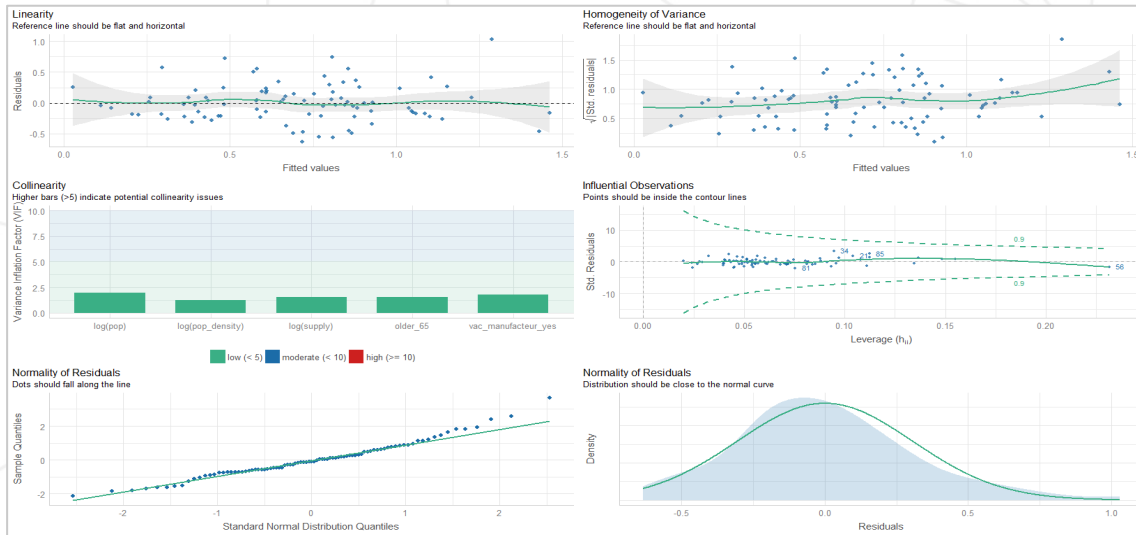 Linearity
Reference line should be flat and horizontal
Residuals
1.0
0.5
0.0
-0.5
0.0
0.5
1.0
1.5
Fitted values
Homogeneity of Variance
Reference line should be flat and horizontal
√|Std. residuals|
1.5
1.0
0.5
0.0
0.5
1.0
1.5
Fitted values
Collinearity
Higher bars (>5) indicate potential collinearity issues
Variance Inflation Factor (VIF)
10.0
7.5
5.0
2.5
0.0
log(pop)
log(pop_density)
log(supply)
older_65
vac_manufacteur_yes
low (< 5)
moderate (< 10)
high (>= 10)
Influential Observations
Points should be inside the contour lines
Std. Residuals
10
0
-10
0.9
34
21
85
81
56
0.9
0.00
0.05
0.10
0.15
0.20
Leverage (hii)
Normality of Residuals
Dots should fall along the line
Sample Quantiles
2
0
-2
-2
-1
0
1
2
Standard Normal Distribution Quantiles
Normality of Residuals
Distribution should be close to the normal curve
Density
-0.5
0.0
0.5
1.0
Residuals